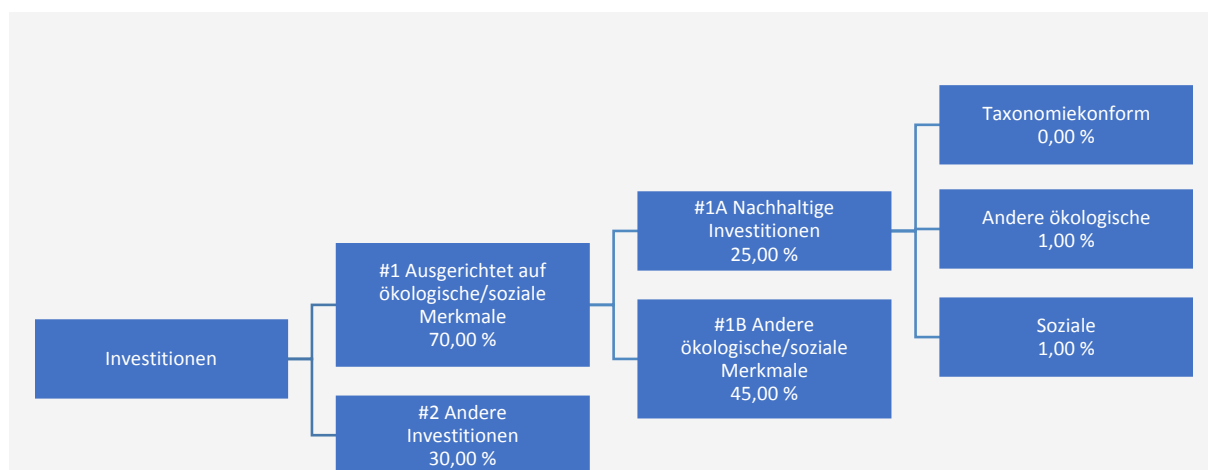 Investitionen
#1 Ausgerichtet auf
ökologische/soziale
Merkmale
70,00 %
#2 Andere
Investitionen
30,00 %
#1A Nachhaltige
Investitionen
25,00 %
#1B Andere
ökologische/soziale
Merkmale
45,00 %
Taxonomiekonform
0,00 %
Andere ökologische
1,00 %
Soziale
1,00 %